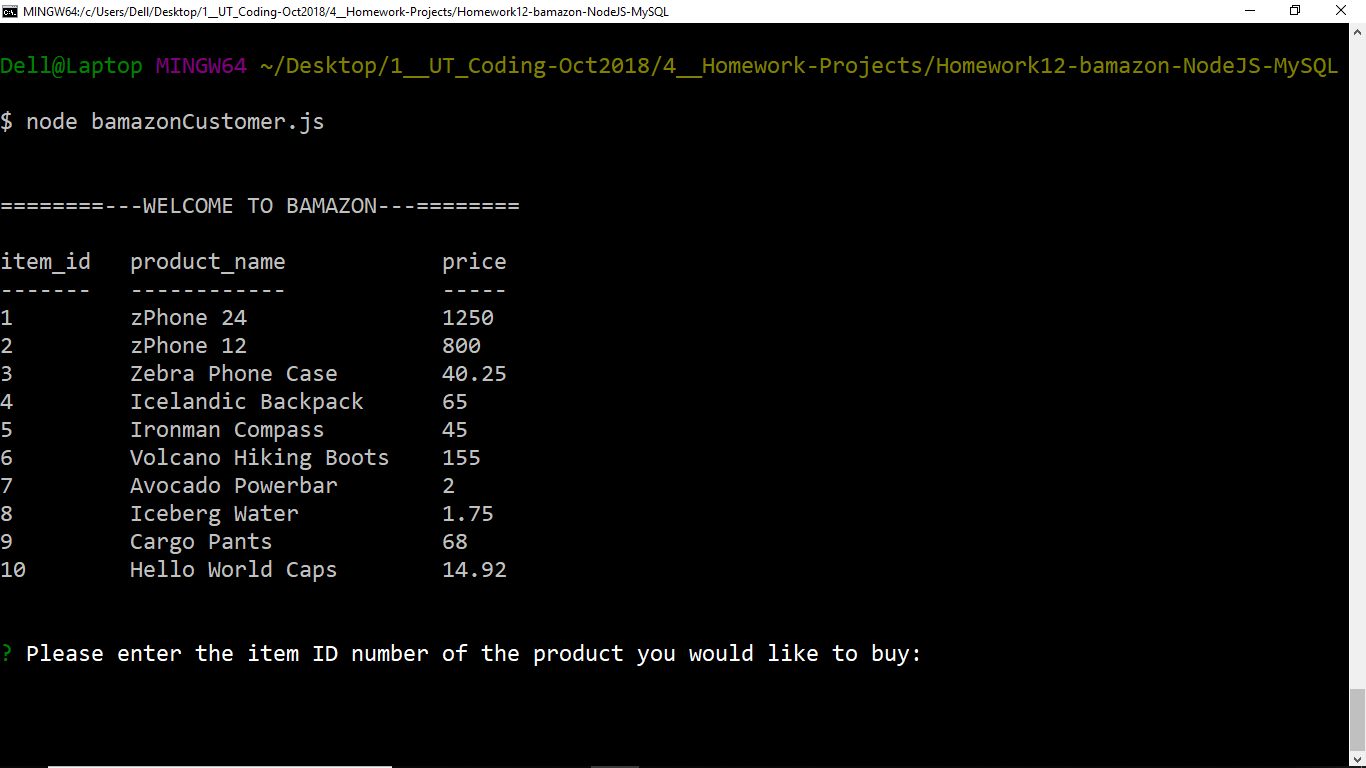 MINGW64:/c/Users/Dell/Desktop/1__UT_Coding-Oct2018/4__Homework-Projects/Homework12-bamazon-NodeJS-MySQL
Dell@Laptop MINGW64 ~/Desktop/1__UT_Coding-Oct2018/4__Homework-Projects/Homework12-bamazon-NodeJS-MySQL
$ node bamazonCustomer.js
========---WELCOME TO BAMAZON---========
item_id   product_name            price
-------   ------------            -----
1         zPhone 24               1250
2         zPhone 12               800
3         Zebra Phone Case        40.25
4         Icelandic Backpack      65
5         Ironman Compass         45
6         Volcano Hiking Boots    155
7         Avocado Powerbar        2
8         Iceberg Water           1.75
9         Cargo Pants             68
10        Hello World Caps        14.92
? Please enter the item ID number of the product you would like to buy: